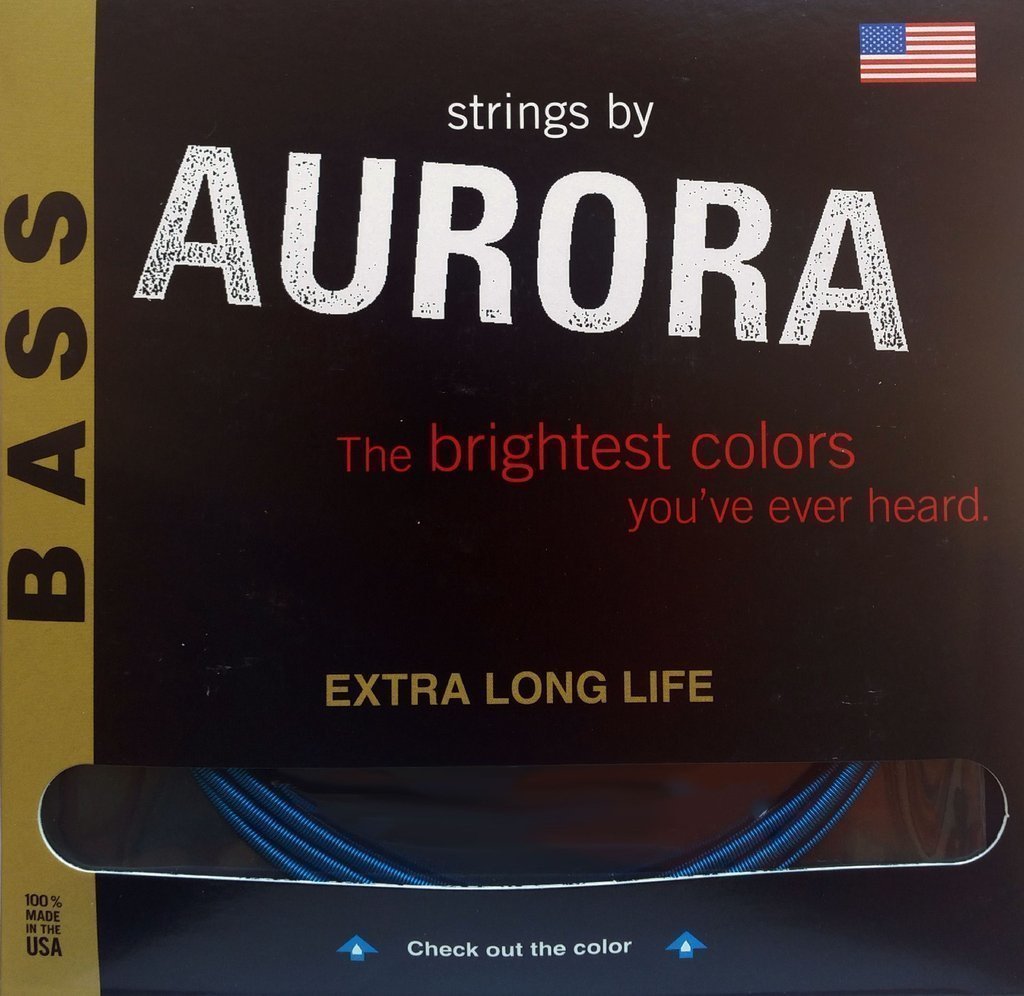 strings by
AURORA
BASS
The brightest colors
you've ever heard.
EXTRA LONG LIFE
100%
MADE
IN THE
USA
Check out the color